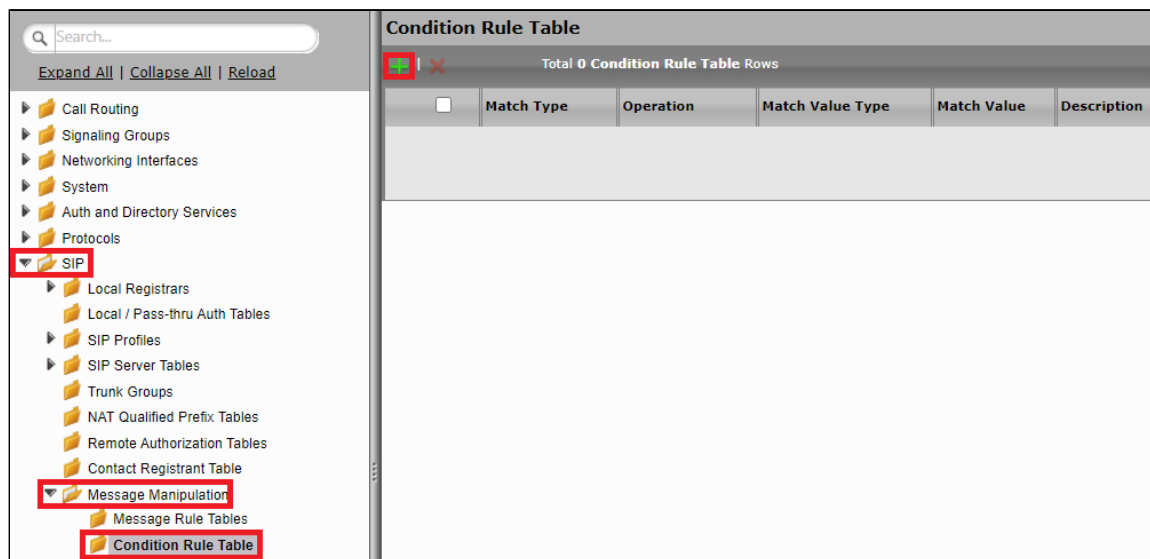 Search...
Expand All | Collapse All | Reload
Call Routing
Signaling Groups
Networking Interfaces
System
Auth and Directory Services
Protocols
SIP
Local Registrars
Local / Pass-thru Auth Tables
SIP Profiles
SIP Server Tables
Trunk Groups
NAT Qualified Prefix Tables
Remote Authorization Tables
Contact Registrant Table
Message Manipulation
Message Rule Tables
Condition Rule Table
Condition Rule Table
Total 0 Condition Rule Table Rows
Match Type Operation Match Value Type Match Value Description